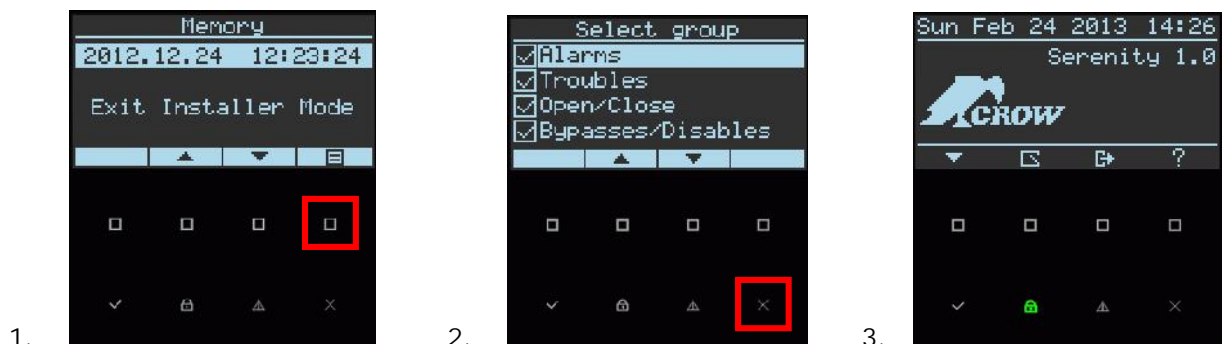 Memory
2012.12.24 12:23:24
Exit Installer Mode
1.
Select group
Alarms
Troubles
Open/Close
Bypasses/Disables
2.
Sun Feb 24 2013 14:26
Serenity 1.0
CROW
?
3.